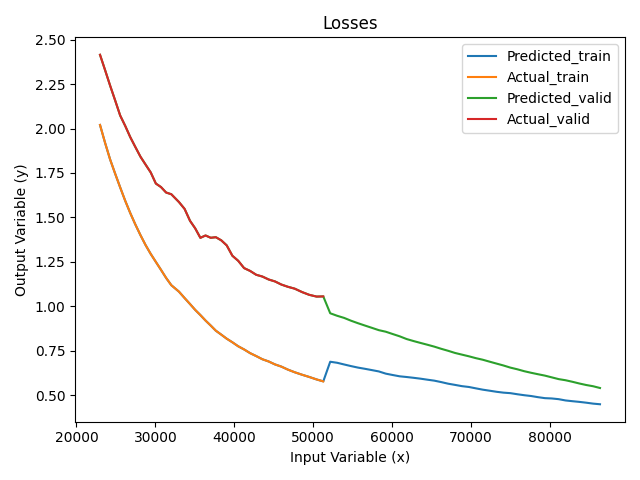 Losses
Output Variable (y)
2.50
2.25
2.00
1.75
1.50
1.25
1.00
0.75
0.50
Predicted_train
Actual_train
Predicted_valid
Actual_valid
20000 30000 40000 50000 60000 70000 80000
Input Variable (x)